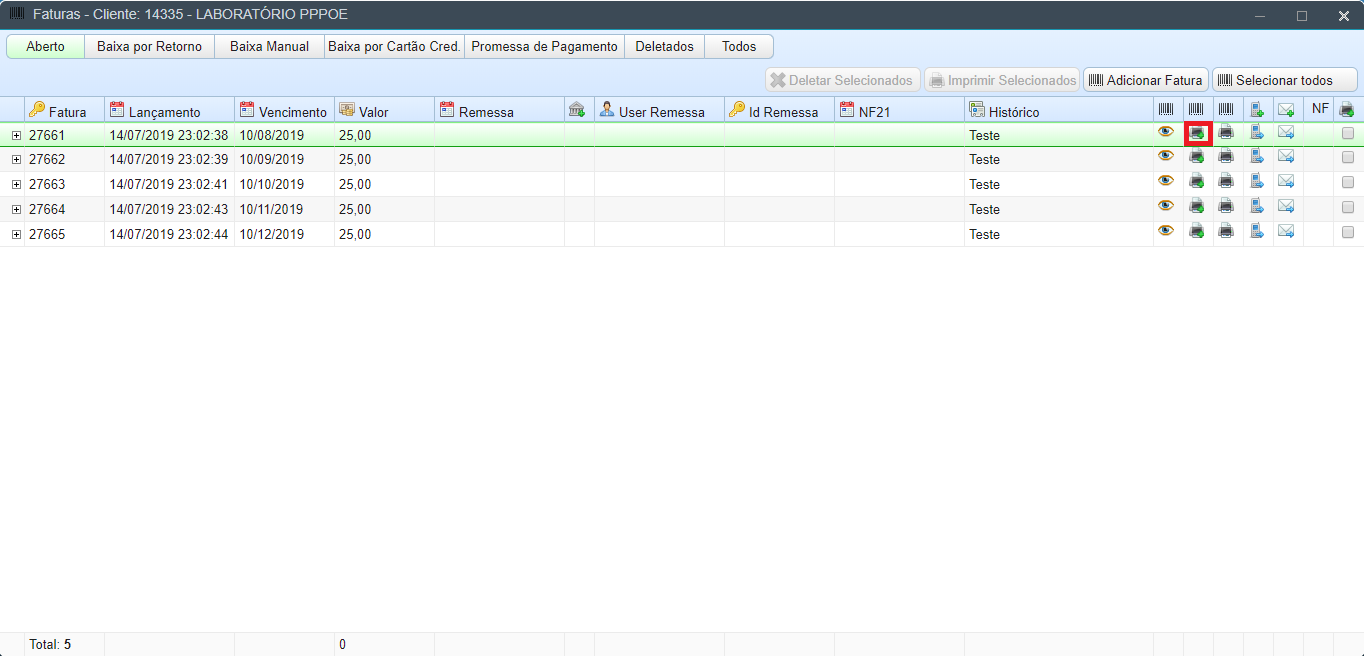 Faturas - Cliente: 14335 - LABORATÓRIO PPPOE
Aberto Baixa por Retorno Baixa Manual Baixa por Cartão Cred. Promessa de Pagamento Deletados Todos
Deletar Selecionados Imprimir Selecionados Adicionar Fatura Selecionar todos
Fatura Lançamento Vencimento Valor Remessa User Remessa Id Remessa NF21 Histórico NF
27661 14/07/2019 23:02:38 10/08/2019 25,00 Teste
27662 14/07/2019 23:02:39 10/09/2019 25,00 Teste
27663 14/07/2019 23:02:41 10/10/2019 25,00 Teste
27664 14/07/2019 23:02:43 10/11/2019 25,00 Teste
27665 14/07/2019 23:02:44 10/12/2019 25,00 Teste
Total: 5 0